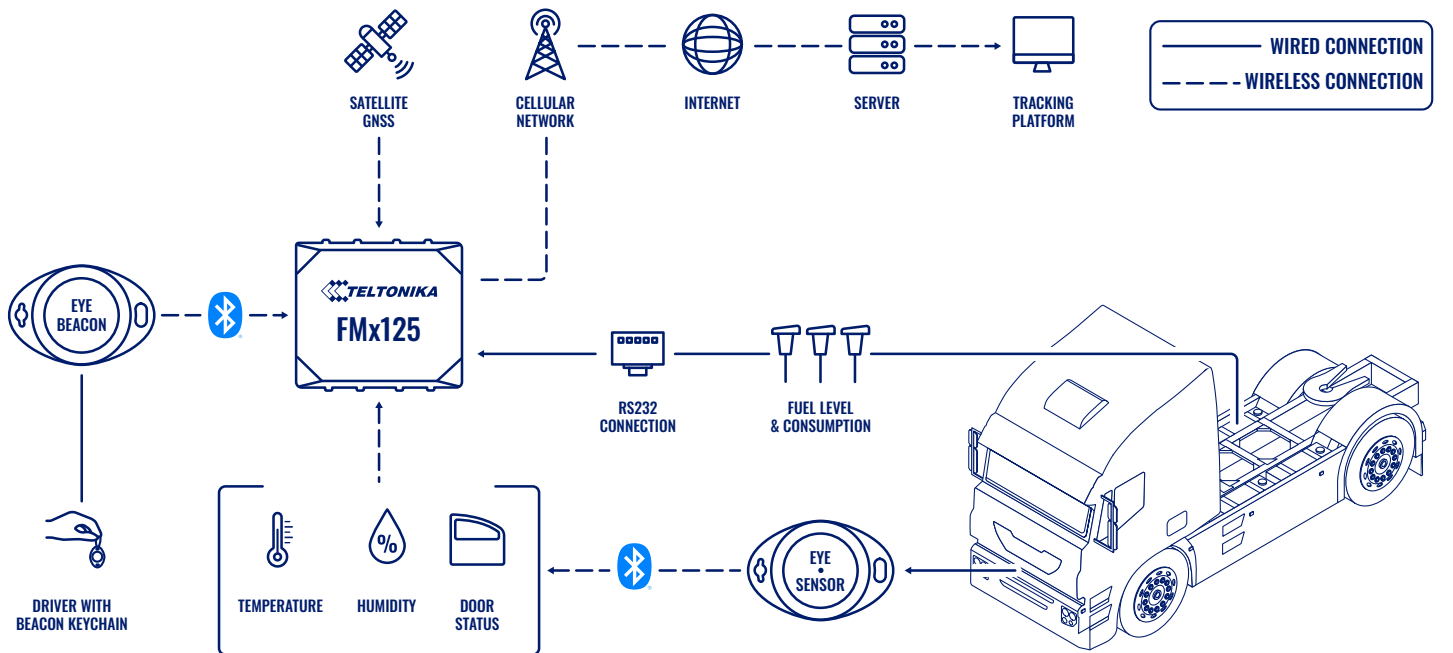 SATELLITE
GNSS
CELLULAR
NETWORK
INTERNET
SERVER
TRACKING
PLATFORM
WIRED CONNECTION
WIRELESS CONNECTION
EYE
BEACON
TELTONIKA
FMx125
RS232
CONNECTION
FUEL LEVEL
& CONSUMPTION
DRIVER WITH
BEACON KEYCHAIN
%
TEMPERATURE
HUMIDITY
DOOR
STATUS
EYE
SENSOR